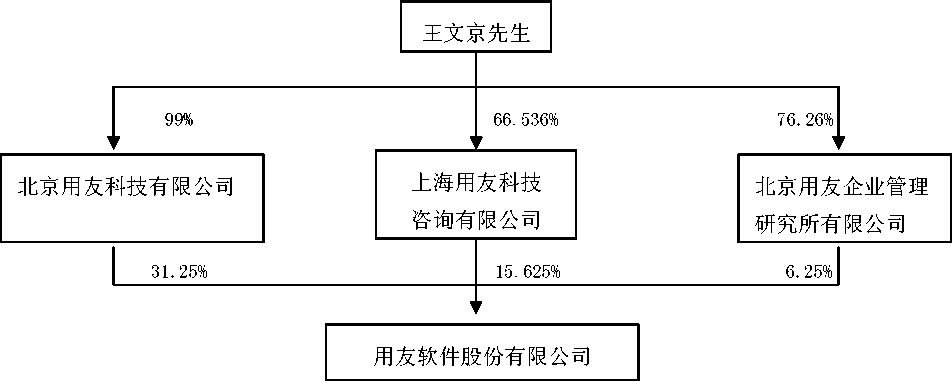 王文京先生
99%
66.536%
76.26%
北京用友科技有限公司
上海用友科技
咨询有限公司
北京用友企业管理
研究所有限公司
31.25%
15.625%
6.25%
用友软件股份有限公司